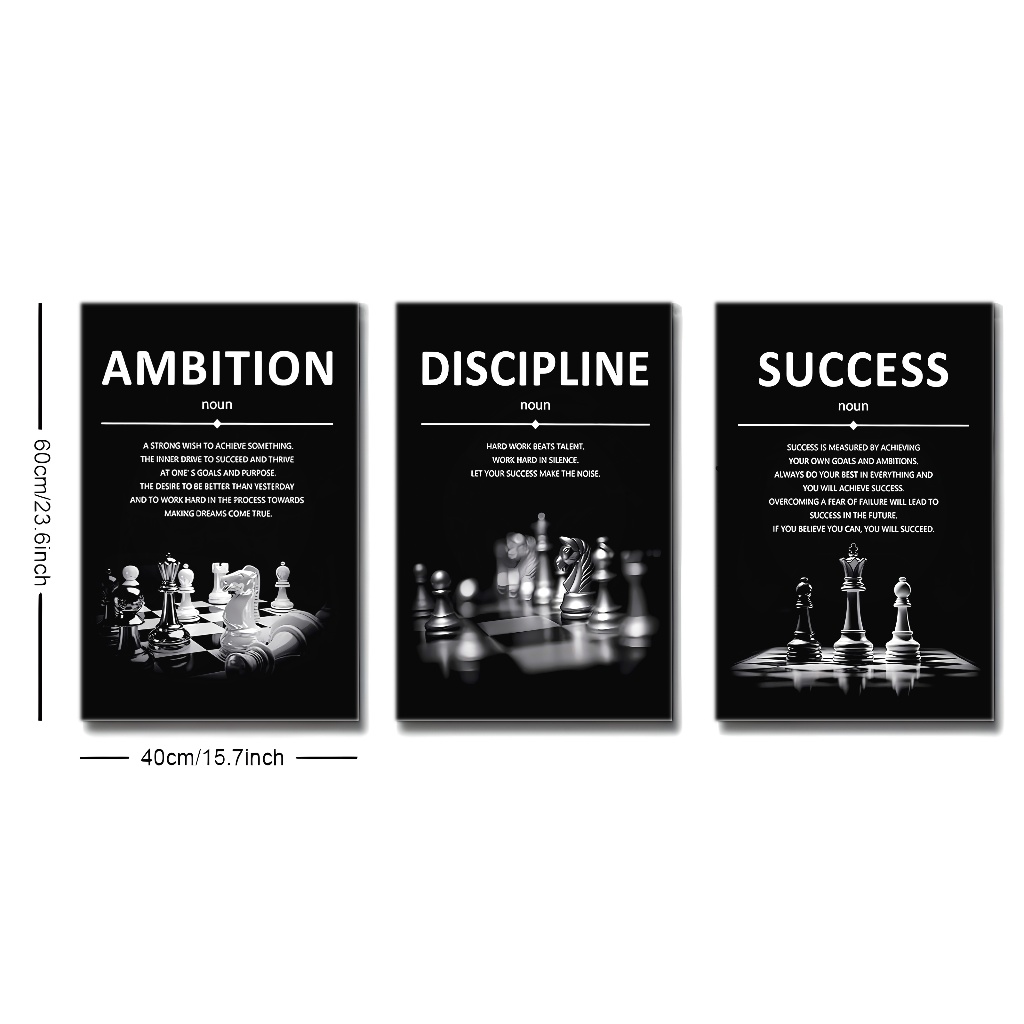 AMBITION
noun
A STRONG WISH TO ACHIEVE SOMETHING.
THE INNER DRIVE TO SUCCEED AND THRIVE
AT ONE'S GOALS AND PURPOSE.
THE DESIRE TO BE BETTER THAN YESTERDAY
AND TO WORK HARD IN THE PROCESS TOWARDS
MAKING DREAMS COME TRUE.
DISCIPLINE
noun
HARD WORK BEATS TALENT.
WORK HARD IN SILENCE.
LET YOUR SUCCESS MAKE THE NOISE.
SUCCESS
noun
SUCCESS IS MEASURED BY ACHIEVING
YOUR OWN GOALS AND AMBITIONS.
ALWAYS DO YOUR BEST IN EVERYTHING AND
YOU WILL ACHIEVE SUCCESS.
OVERCOMING A FEAR OF FAILURE WILL LEAD TO
SUCCESS IN THE FUTURE.
IF YOU BELIEVE YOU CAN, YOU WILL SUCCEED.
60cm/23.6inch
40cm/15.7inch